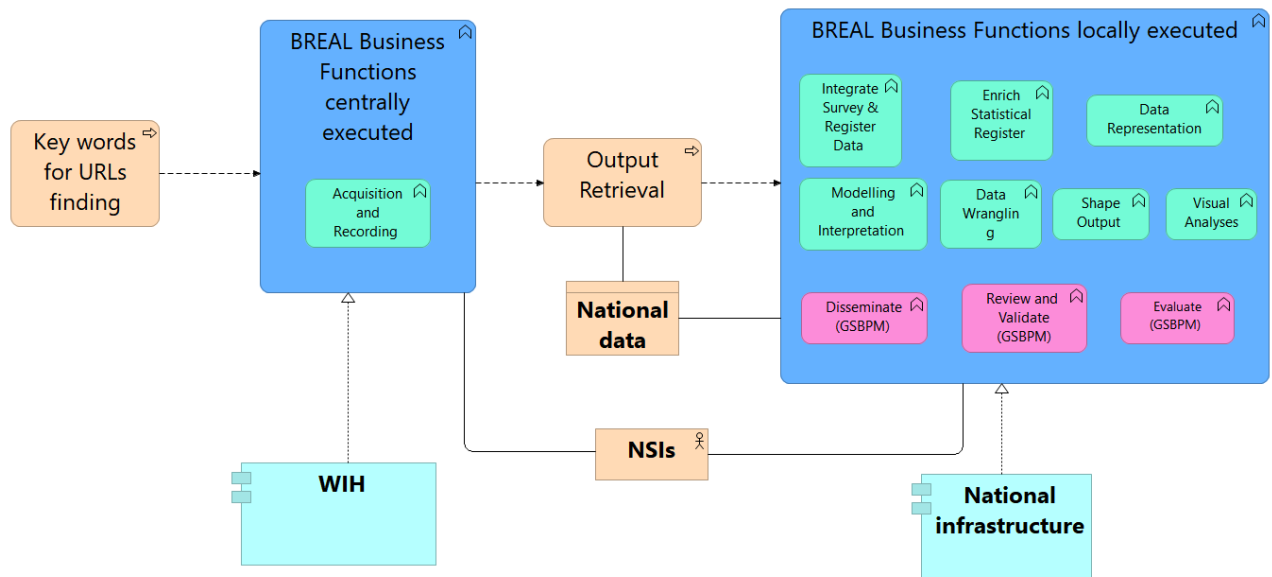 Key words
for URLs
finding
BREAL Business
Functions
centrally
executed
Acquisition
and
Recording
Output
Retrieval
National
data
BREAL Business Functions locally executed
Integrate
Survey &
Register
Data
Enrich
Statistical
Register
Data
Representation
Modelling
and
Interpretation
Data
Wranglin
g
Shape
Output
Visual
Analyses
Disseminate
(GSBPM)
Review and
Validate
(GSBPM)
Evaluate
(GSBPM)
NSIs
WIH
National
infrastructure